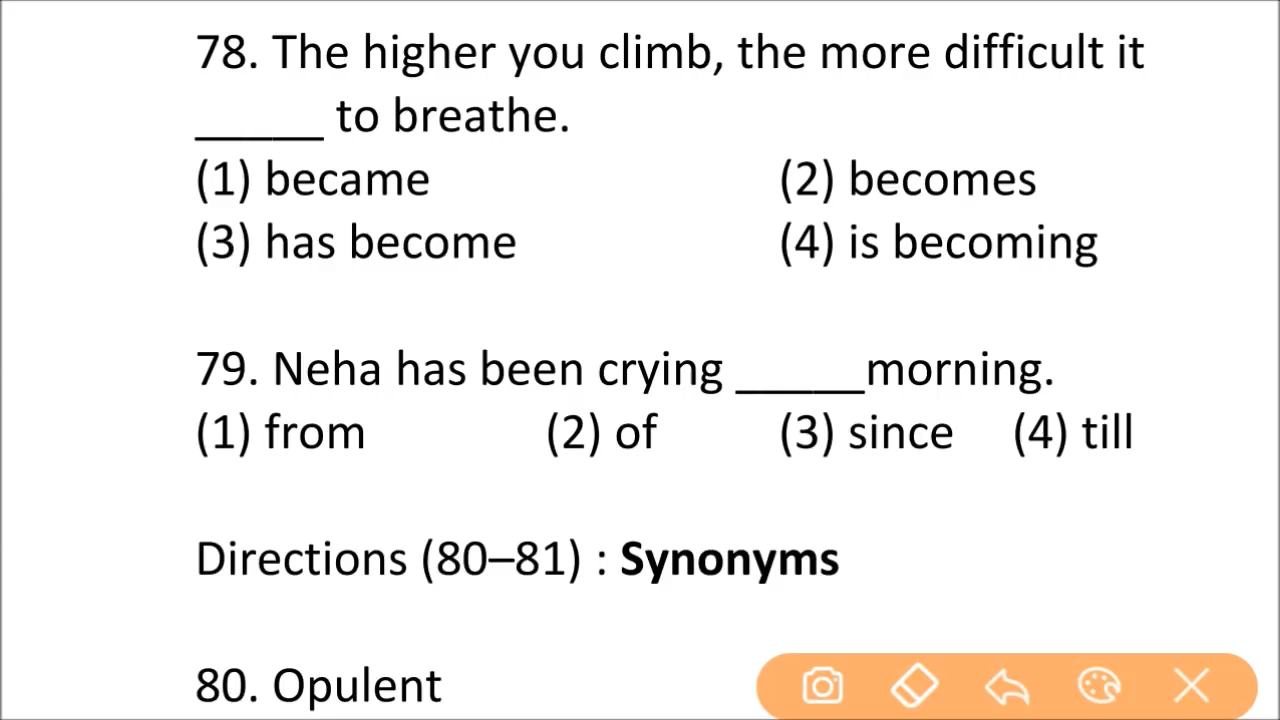 78. The higher you climb, the more difficult it
_____ to breathe.
(1) became (2) becomes
(3) has become (4) is becoming
79. Neha has been crying _____morning.
(1) from (2) of (3) since (4) till
Directions (80–81) : Synonyms
80. Opulent